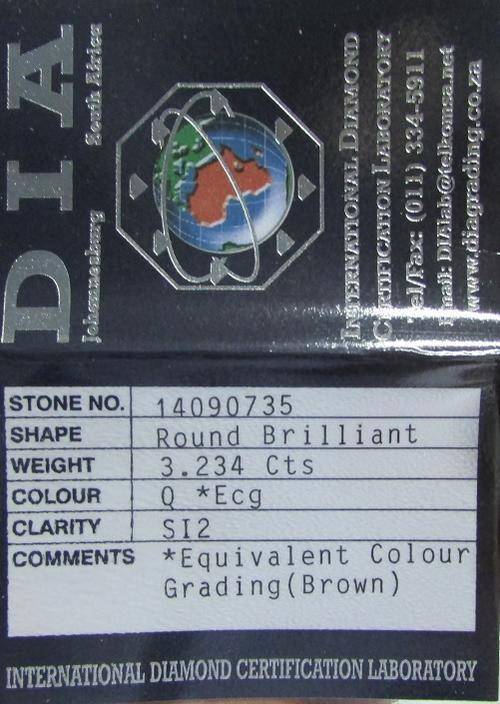 DIA
Johannesburg South Africa
INTERNATIONAL DIAMOND
CERTIFICATION LABORATORY
Tel/Fax: (011) 334-5911
Email: DIAlab@telkomsa.net
www.diagrading.co.za
STONE NO. 14090735
SHAPE Round Brilliant
WEIGHT 3.234 Cts
COLOUR Q *Ecg
CLARITY SI2
COMMENTS *Equivalent Colour
Grading(Brown)
INTERNATIONAL DIAMOND CERTIFICATION LABORATORY